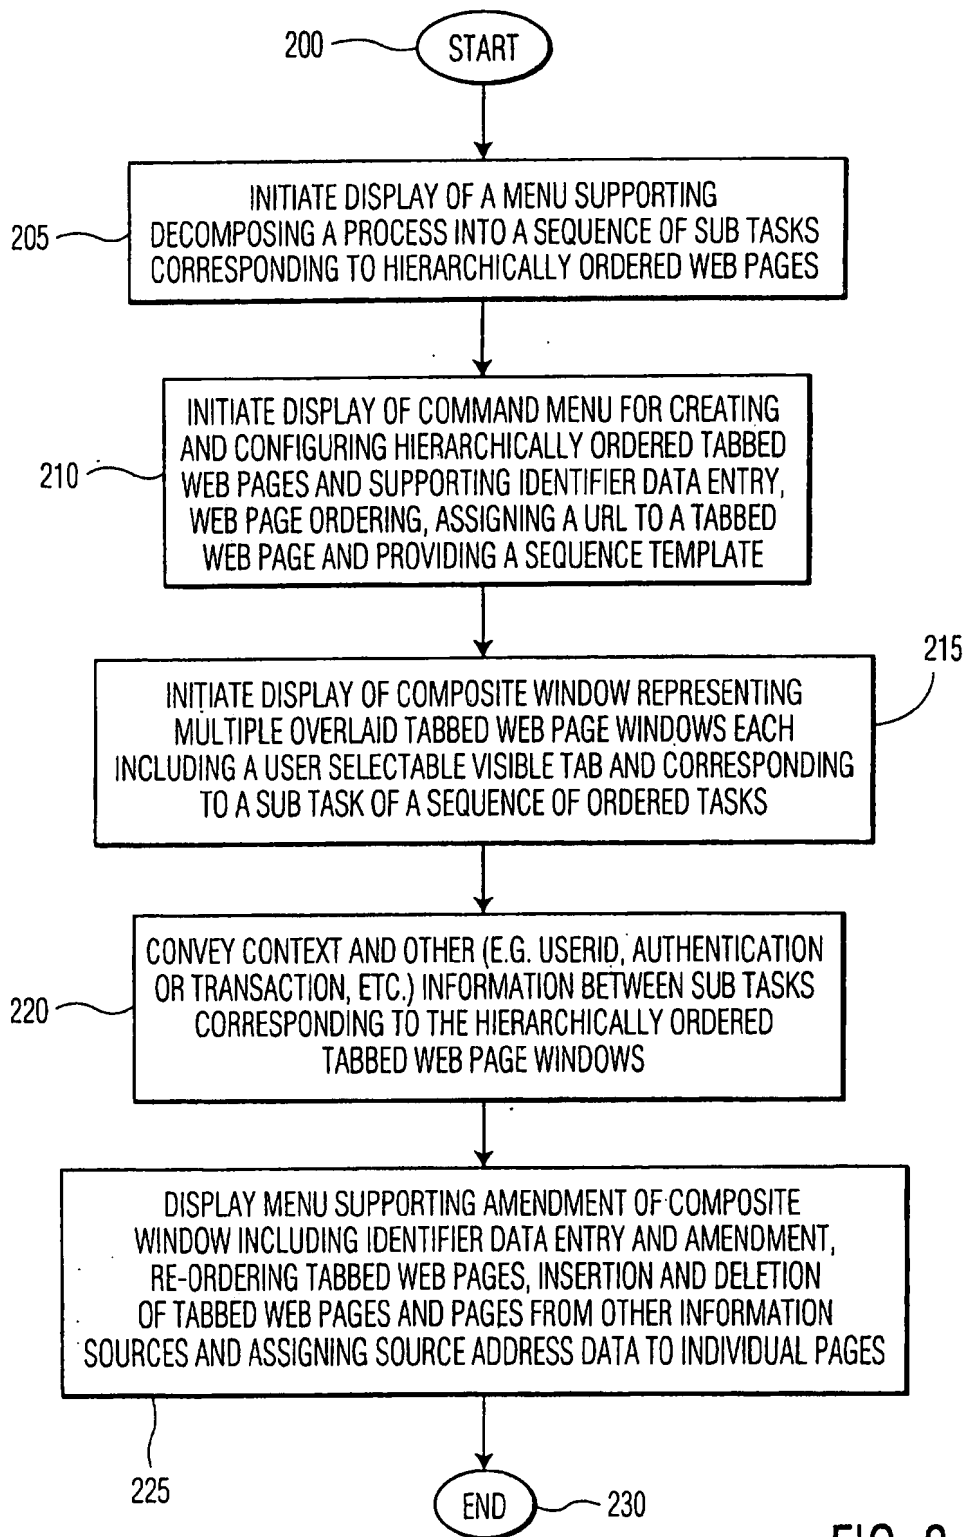 200
START
205
INITIATE DISPLAY OF A MENU SUPPORTING
DECOMPOSING A PROCESS INTO A SEQUENCE OF SUB TASKS
CORRESPONDING TO HIERARCHICALLY ORDERED WEB PAGES
210
INITIATE DISPLAY OF COMMAND MENU FOR CREATING
AND CONFIGURING HIERARCHICALLY ORDERED TABBED
WEB PAGES AND SUPPORTING IDENTIFIER DATA ENTRY,
WEB PAGE ORDERING, ASSIGNING A URL TO A TABBED
WEB PAGE AND PROVIDING A SEQUENCE TEMPLATE
215
INITIATE DISPLAY OF COMPOSITE WINDOW REPRESENTING
MULTIPLE OVERLAID TABBED WEB PAGE WINDOWS EACH
INCLUDING A USER SELECTABLE VISIBLE TAB AND CORRESPONDING
TO A SUB TASK OF A SEQUENCE OF ORDERED TASKS
220
CONVEY CONTEXT AND OTHER (E.G. USERID, AUTHENTICATION
OR TRANSACTION, ETC.) INFORMATION BETWEEN SUB TASKS
CORRESPONDING TO THE HIERARCHICALLY ORDERED
TABBED WEB PAGE WINDOWS
DISPLAY MENU SUPPORTING AMENDMENT OF COMPOSITE
WINDOW INCLUDING IDENTIFIER DATA ENTRY AND AMENDMENT,
RE-ORDERING TABBED WEB PAGES, INSERTION AND DELETION
OF TABBED WEB PAGES AND PAGES FROM OTHER INFORMATION
SOURCES AND ASSIGNING SOURCE ADDRESS DATA TO INDIVIDUAL PAGES
225
END
230